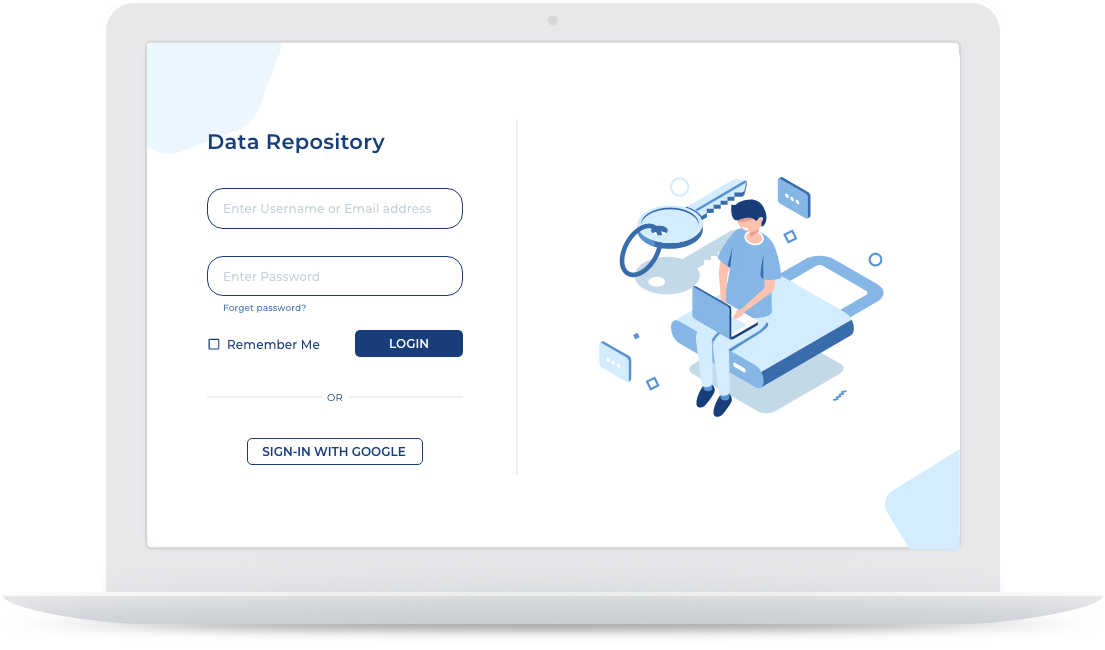 Data Repository
Enter Username or Email address
Enter Password
Forget password?
Remember Me
LOGIN
OR
SIGN-IN WITH GOOGLE